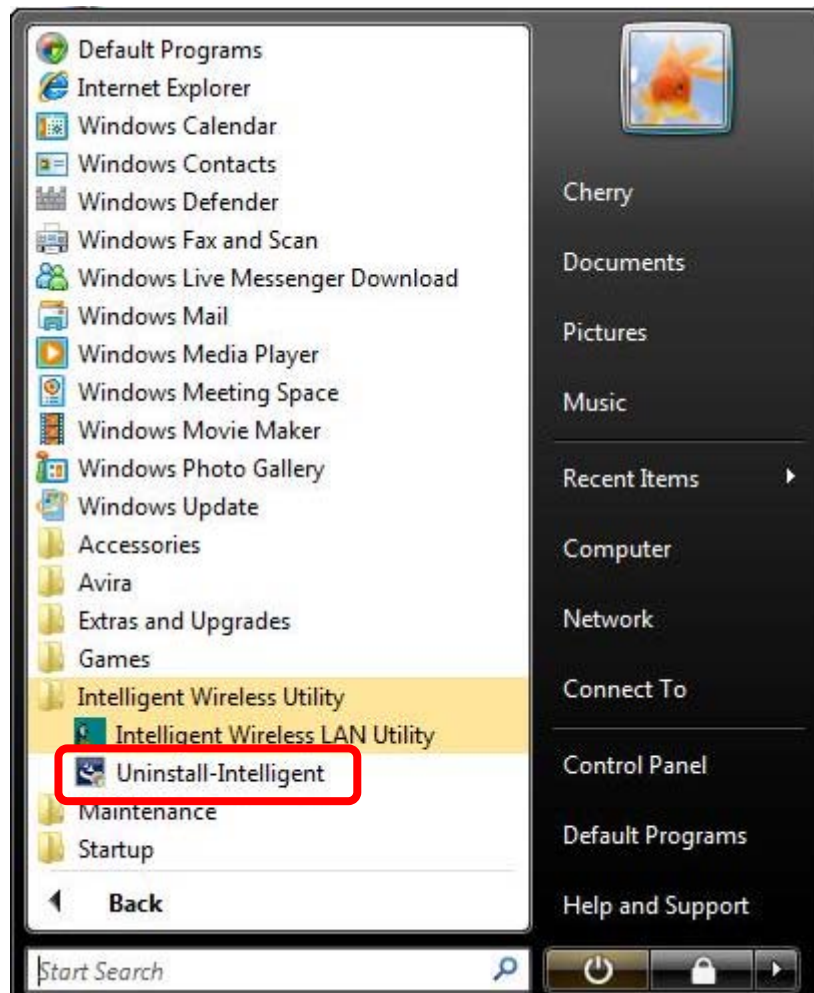 Default Programs
Internet Explorer
Windows Calendar
Windows Contacts
Windows Defender
Windows Fax and Scan
Windows Live Messenger Download
Windows Mail
Windows Media Player
Windows Meeting Space
Windows Movie Maker
Windows Photo Gallery
Windows Update
Accessories
Avira
Extras and Upgrades
Games
Intelligent Wireless Utility
Intelligent Wireless LAN Utility
Uninstall-Intelligent
Maintenance
Startup
Back
Start Search
Cherry
Documents
Pictures
Music
Recent Items
Computer
Network
Connect To
Control Panel
Default Programs
Help and Support